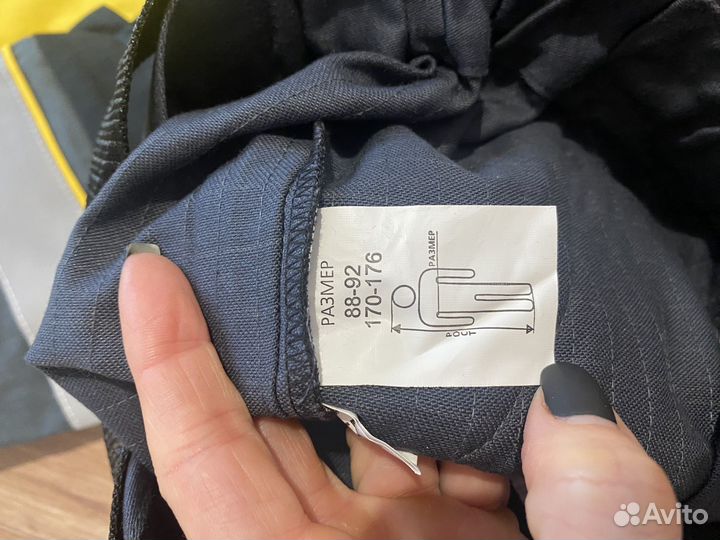 РАЗМЕР
88-92
170-176
РАЗМЕР
РОСТ
Avito